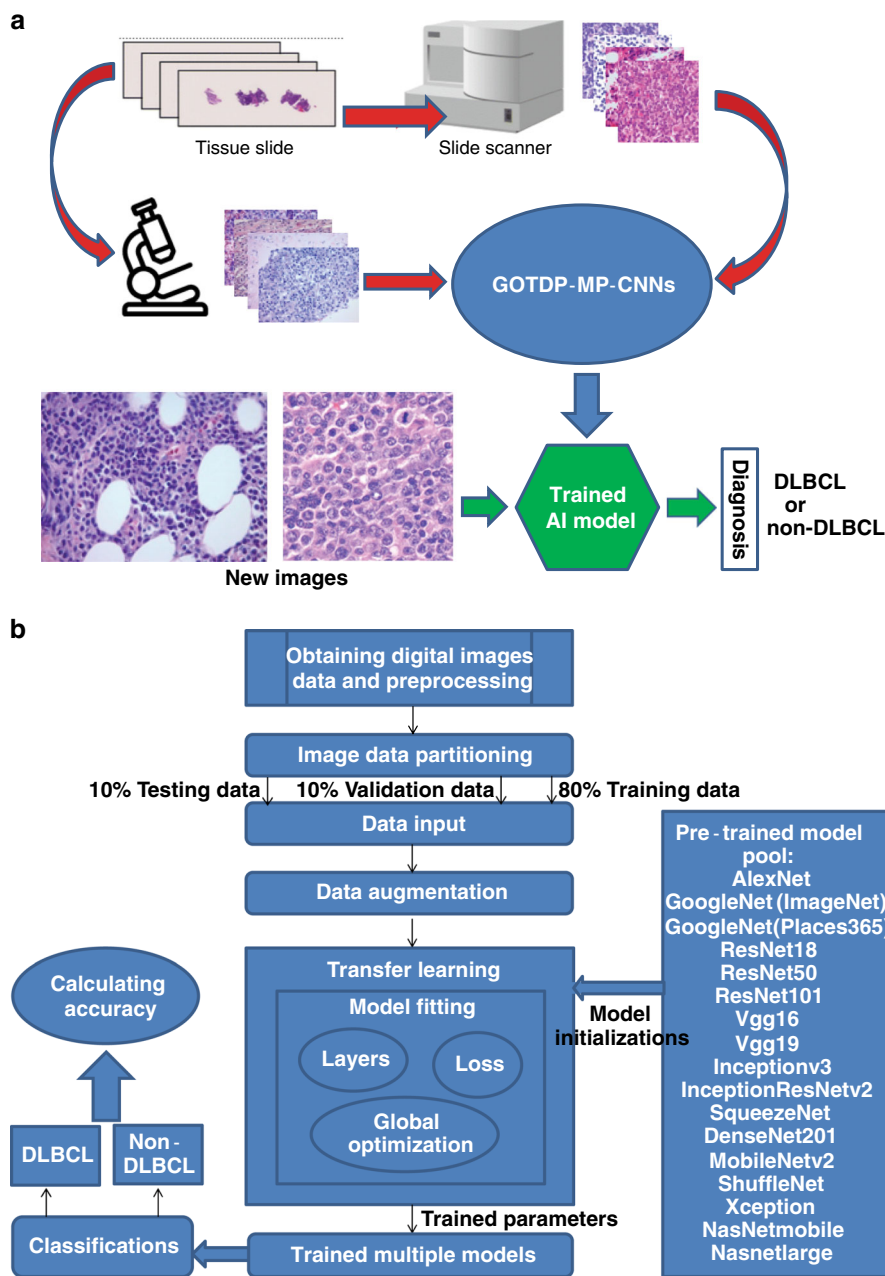 a
Tissue slide
Slide scanner
GOTDP-MP-CNNs
New images
Trained
AI model
Diagnosis
DLBCL
or
non-DLBCL
b
Obtaining digital images
data and preprocessing
Image data partitioning
10% Testing data
10% Validation data
80% Training data
Data input
Data augmentation
Transfer learning
Model fitting
Layers
Loss
Global
optimization
Model
initializations
Pre-trained model
pool:
AlexNet
GoogleNet (ImageNet)
GoogleNet(Places365)
ResNet18
ResNet50
ResNet101
Vgg16
Vgg19
Inceptionv3
InceptionResNetv2
SqueezeNet
DenseNet201
MobileNetv2
ShuffleNet
Xception
NasNetmobile
Nasnetlarge
Trained parameters
Trained multiple models
Classifications
DLBCL
Non-
DLBCL
Calculating
accuracy